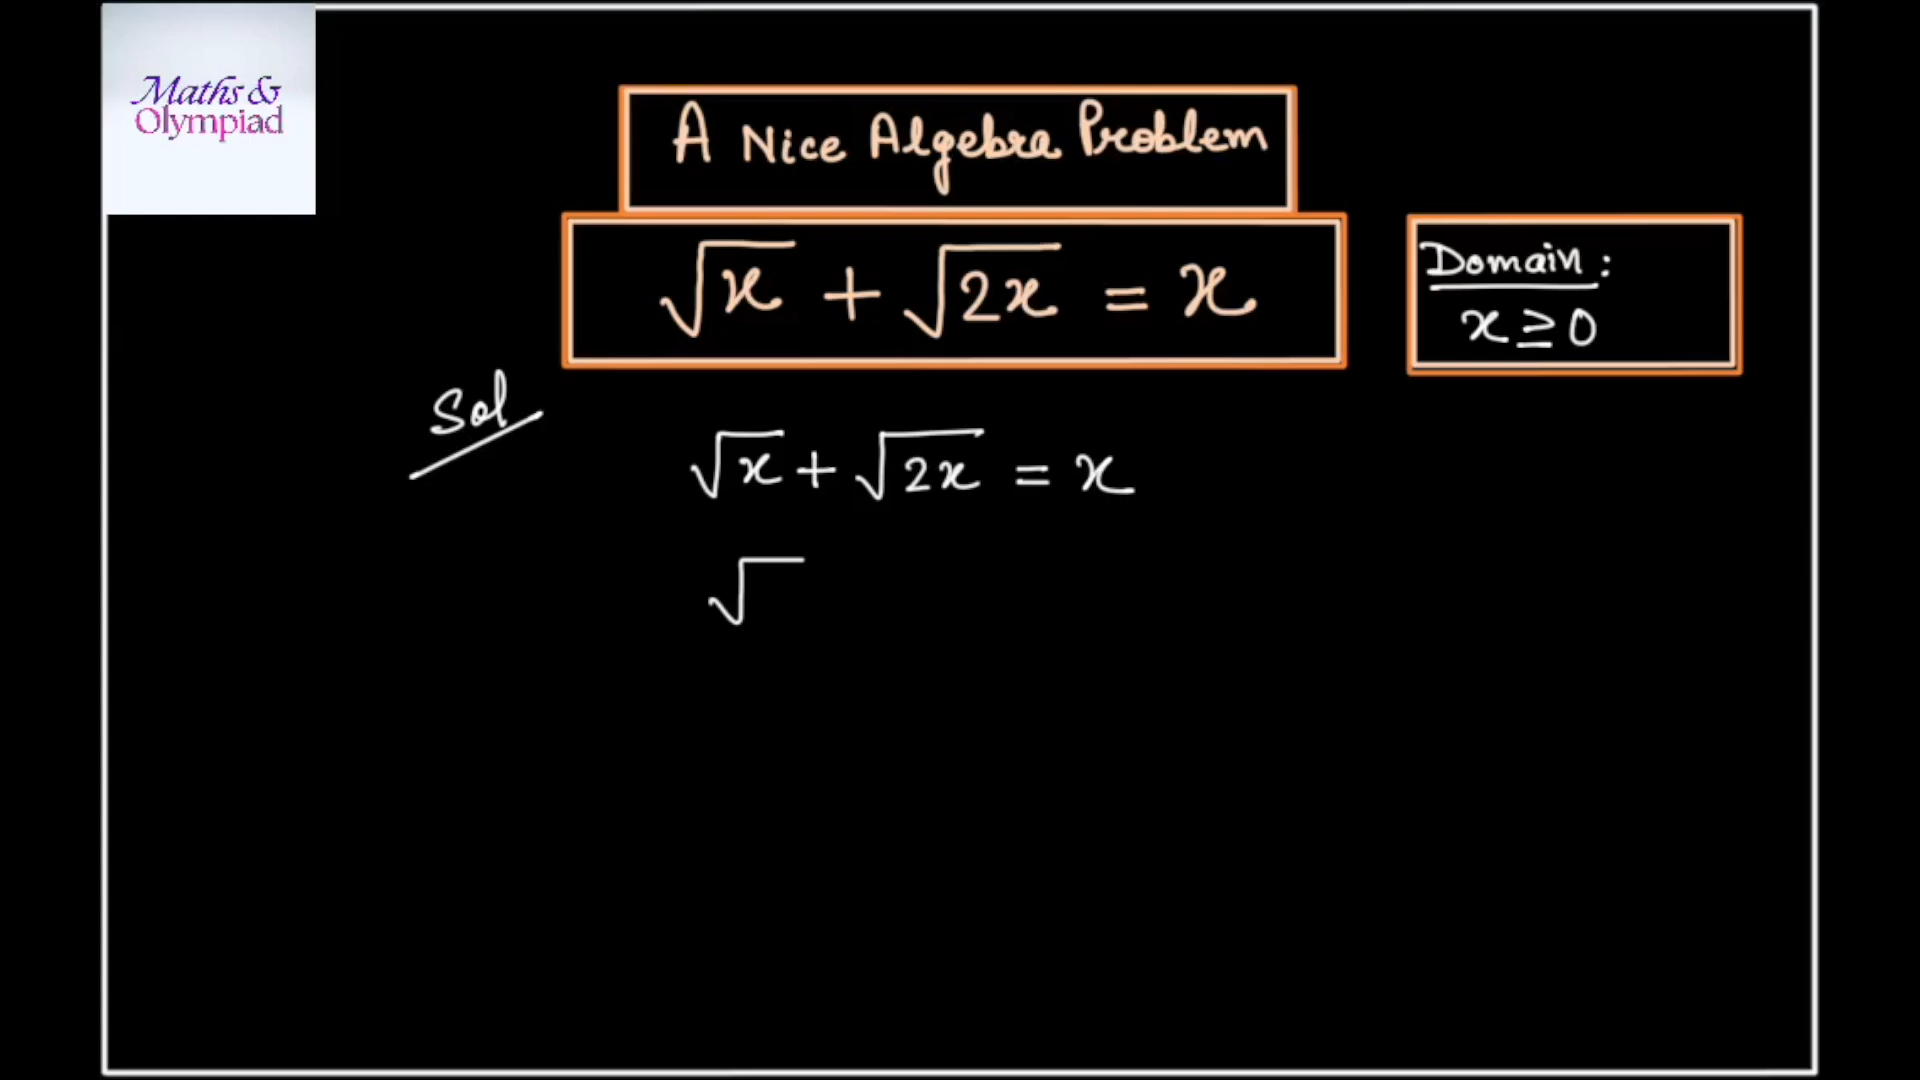 Maths &
Olympiad
A Nice Algebra Problem
√x + √2x = x
Domain:
x ≥ 0
Sol
√x + √2x = x
√